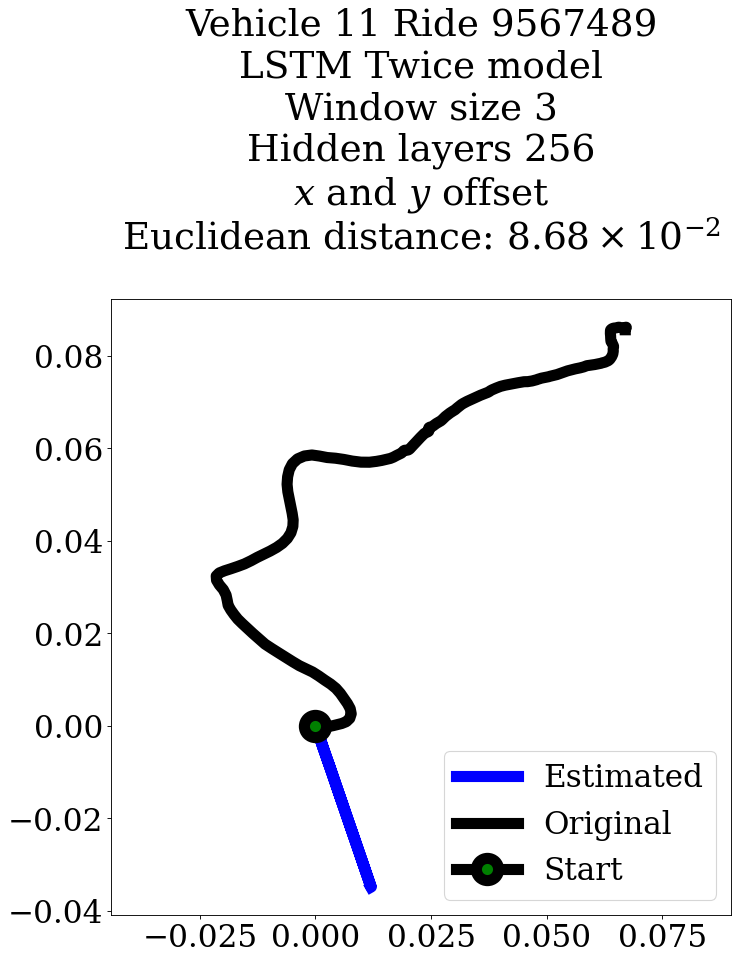 Vehicle 11 Ride 9567489
LSTM Twice model
Window size 3
Hidden layers 256
x and y offset
Euclidean distance: 8.68 × 10⁻²
0.08
0.06
0.04
0.02
0.00
−0.02
−0.04
Estimated
Original
Start
−0.025 0.000 0.025 0.050 0.075